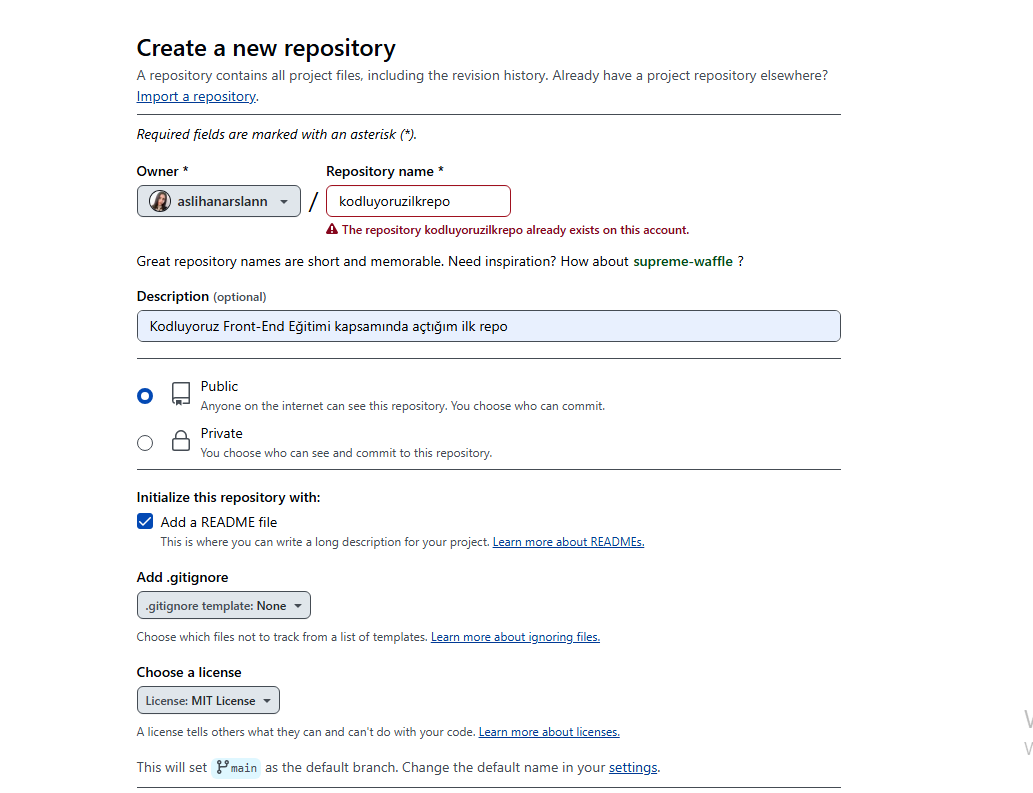 Create a new repository
A repository contains all project files, including the revision history. Already have a project repository elsewhere?
Import a repository.
Required fields are marked with an asterisk (*).
Owner * Repository name *
aslihanarslann / kodluyoruzilkrepo
The repository kodluyoruzilkrepo already exists on this account.
Great repository names are short and memorable. Need inspiration? How about supreme-waffle ?
Description (optional)
Kodluyoruz Front-End Eğitimi kapsamında açtığım ilk repo
Public
Anyone on the internet can see this repository. You choose who can commit.
Private
You choose who can see and commit to this repository.
Initialize this repository with:
Add a README file
This is where you can write a long description for your project. Learn more about READMEs.
Add .gitignore
.gitignore template: None
Choose which files not to track from a list of templates. Learn more about ignoring files.
Choose a license
License: MIT License
A license tells others what they can and can't do with your code. Learn more about licenses.
This will set main as the default branch. Change the default name in your settings.